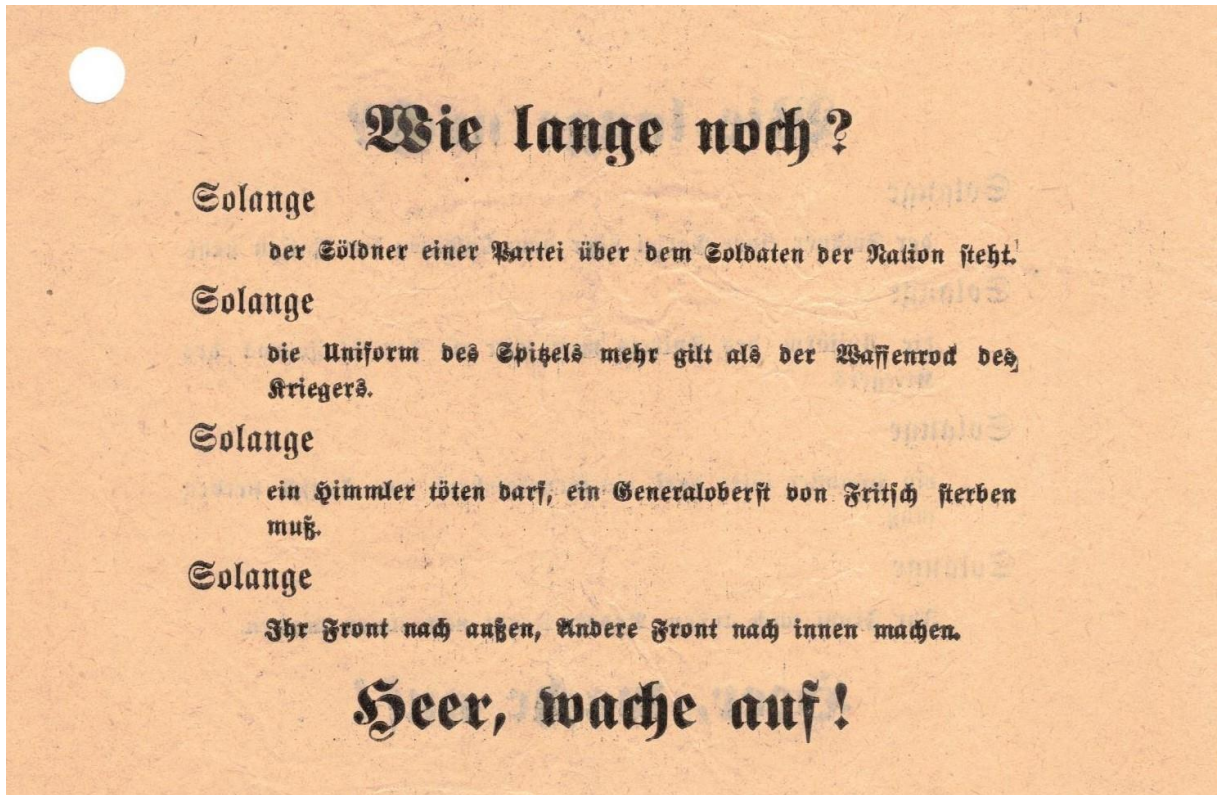 Wie lange noch?
Solange
der Söldner einer Partei über dem Soldaten der Nation steht.
Solange
die Uniform des Spitzels mehr gilt als der Waffenrock des
Kriegers.
Solange
ein Himmler töten darf, ein Generaloberst von Fritsch sterben
muß.
Solange
Ihr Front nach außen, Andere Front nach innen machen.
Heer, wache auf!